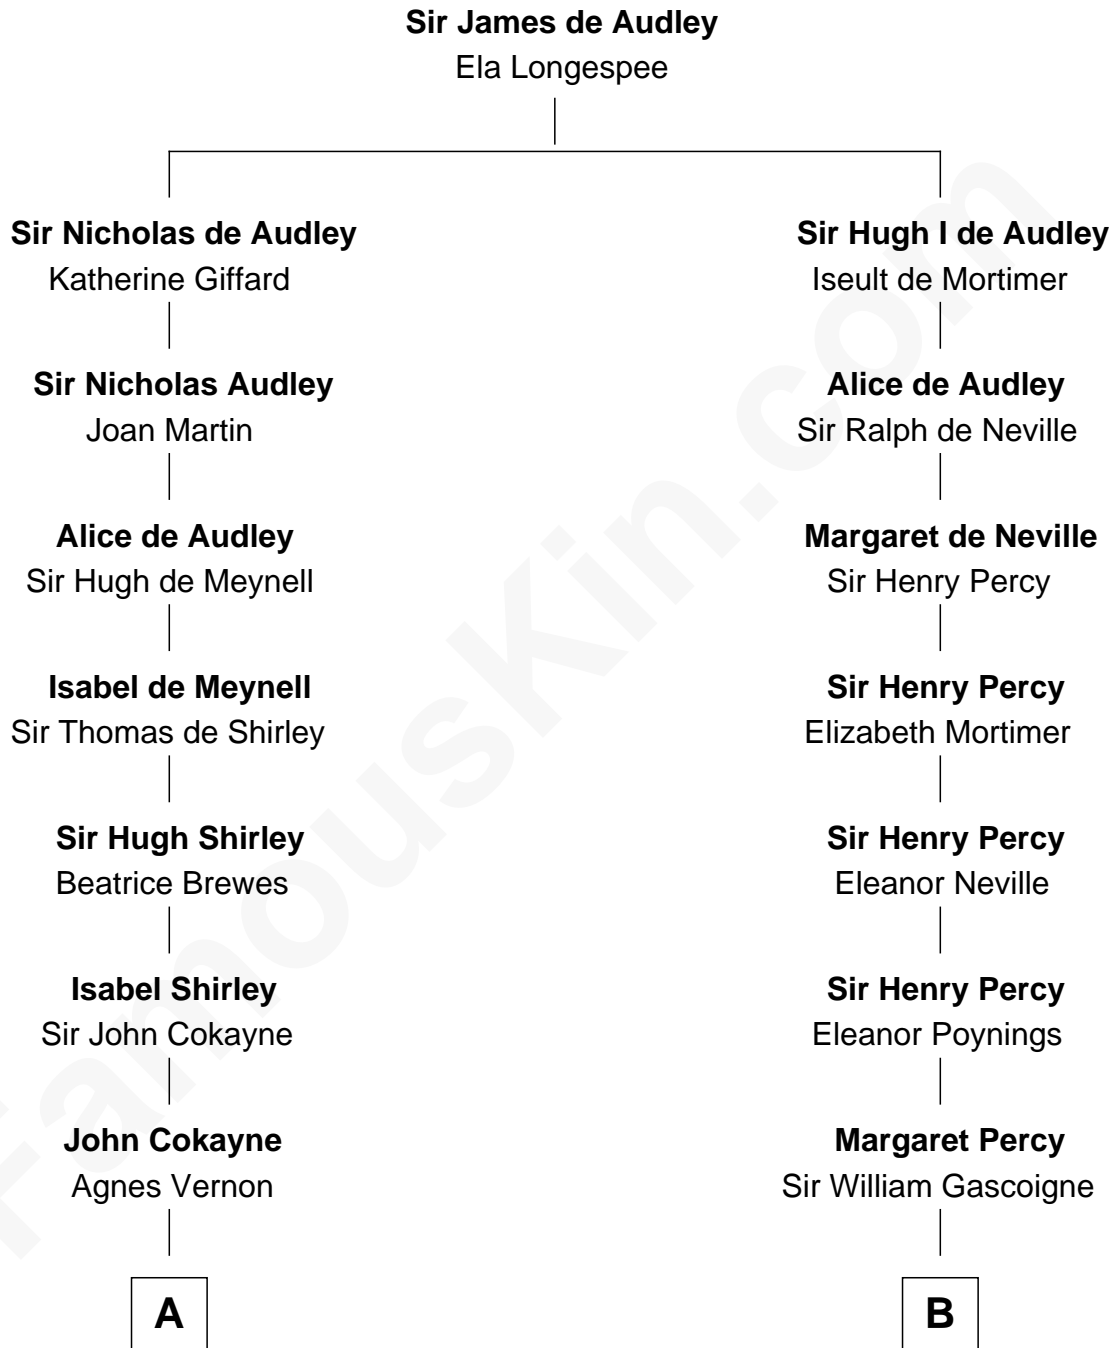 Sir James de Audley
Ela Longespee
Sir Nicholas de Audley
Katherine Giffard
Sir Hugh I de Audley
Iseult de Mortimer
Sir Nicholas Audley
Joan Martin
Alice de Audley
Sir Ralph de Neville
Alice de Audley
Sir Hugh de Meynell
Margaret de Neville
Sir Henry Percy
Isabel de Meynell
Sir Thomas de Shirley
Sir Henry Percy
Elizabeth Mortimer
Sir Hugh Shirley
Beatrice Brewes
Sir Henry Percy
Eleanor Neville
Isabel Shirley
Sir John Cokayne
Sir Henry Percy
Eleanor Poynings
John Cokayne
Agnes Vernon
Margaret Percy
Sir William Gascoigne
A
B
FamousKin.com